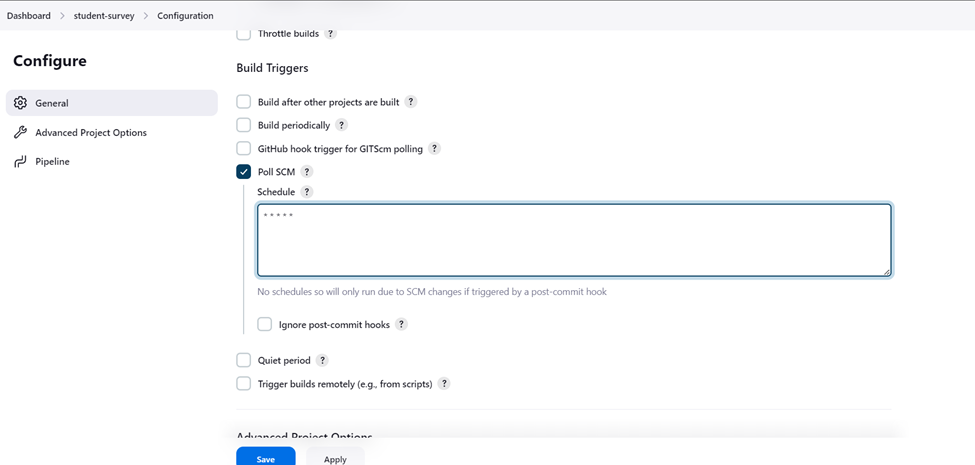 Dashboard > student-survey > Configuration
Throttle builds ?
Configure
Build Triggers
General
Build after other projects are built ?
Build periodically ?
Advanced Project Options
GitHub hook trigger for GITScm polling ?
Pipeline
Poll SCM ?
Schedule ?
* * * * *
No schedules so will only run due to SCM changes if triggered by a post-commit hook
Ignore post-commit hooks ?
Quiet period ?
Trigger builds remotely (e.g., from scripts) ?
Advanced Project Options
Save
Apply